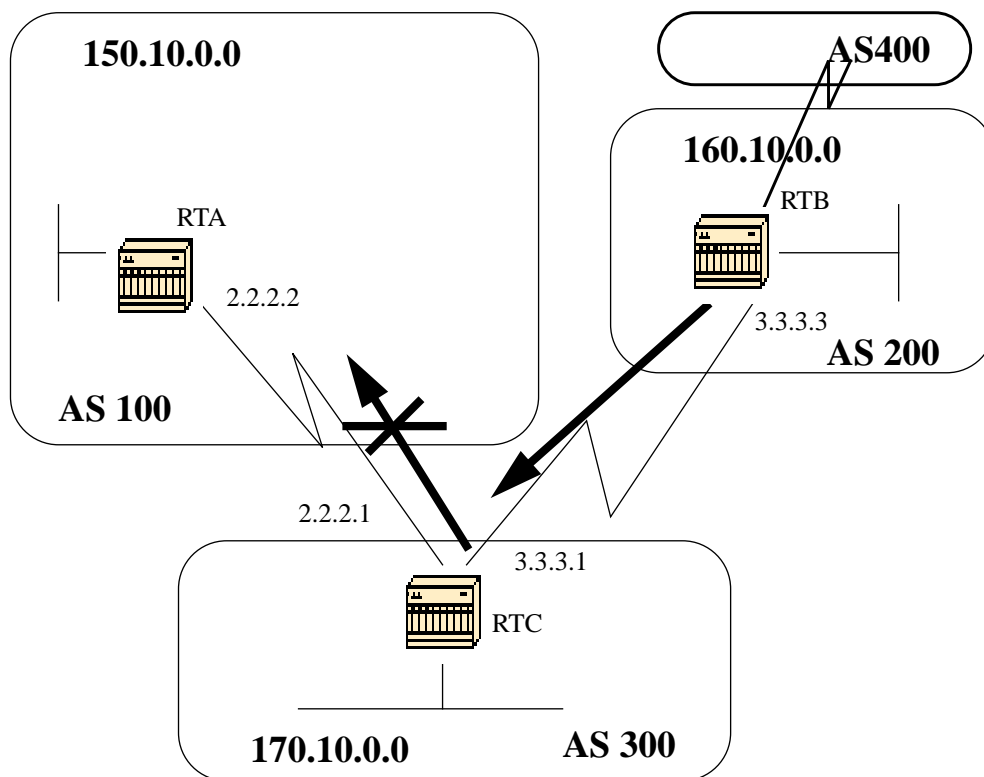 150.10.0.0
AS400
160.10.0.0
RTA
RTB
2.2.2.2
3.3.3.3
AS 200
AS 100
2.2.2.1
3.3.3.1
RTC
170.10.0.0
AS 300